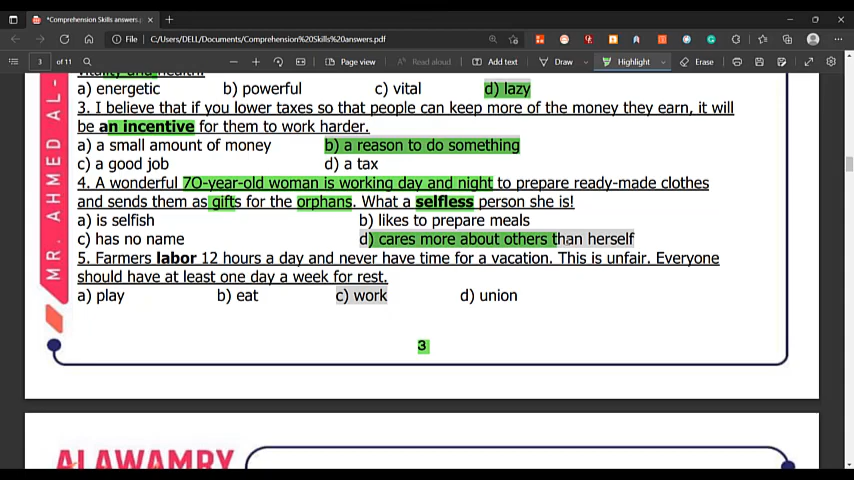 *Comprehension Skills answers.
File
C:/Users/DELL/Documents/Comprehension%20Skills%20answers.pdf
3 of 11
Page view
Read aloud
Add text
Draw
Highlight
Erase
MR. AHMED AL-
vitality and health.
a) energetic b) powerful c) vital d) lazy
3. I believe that if you lower taxes so that people can keep more of the money they earn, it will
be an incentive for them to work harder.
a) a small amount of money b) a reason to do something
c) a good job d) a tax
4. A wonderful 7O-year-old woman is working day and night to prepare ready-made clothes
and sends them as gifts for the orphans. What a selfless person she is!
a) is selfish b) likes to prepare meals
c) has no name d) cares more about others than herself
5. Farmers labor 12 hours a day and never have time for a vacation. This is unfair. Everyone
should have at least one day a week for rest.
a) play b) eat c) work d) union
3
ALAWAMRY